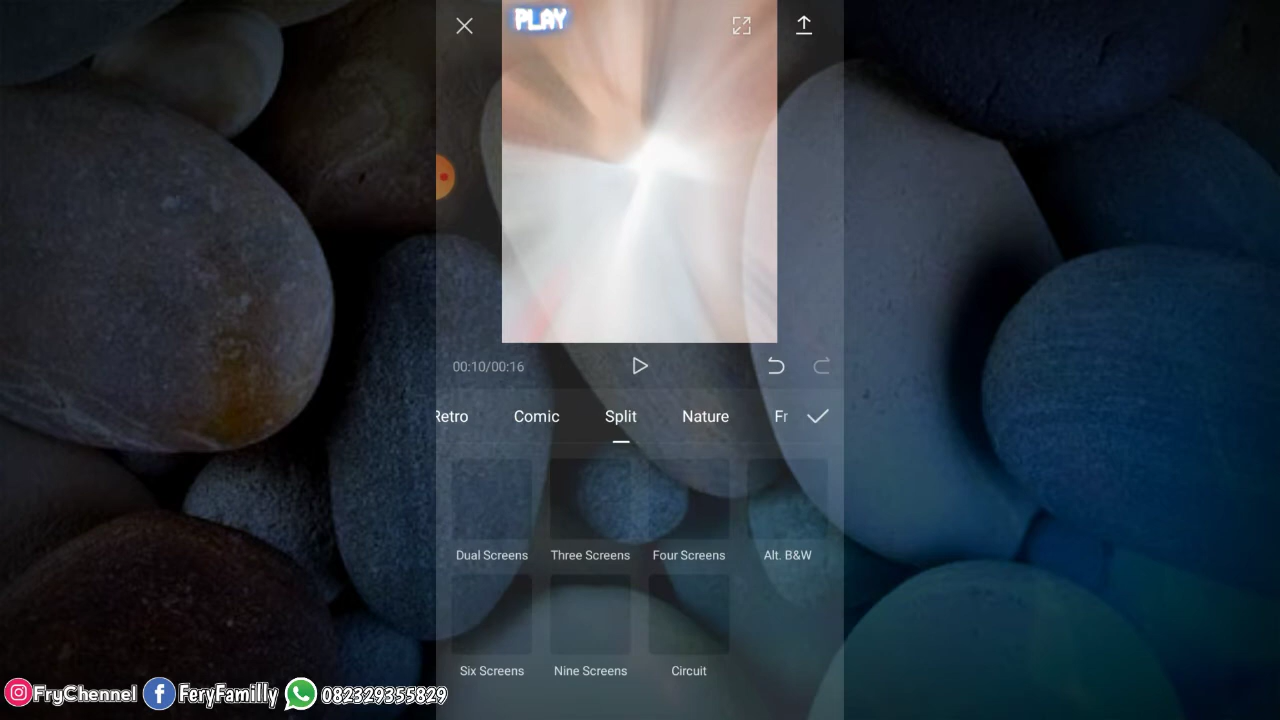 PLAY
00:10/00:16
Retro Comic Split Nature Fr
Dual Screens Three Screens Four Screens Alt. B&W
Six Screens Nine Screens Circuit
FryChennel FeryFamilly 082329355829